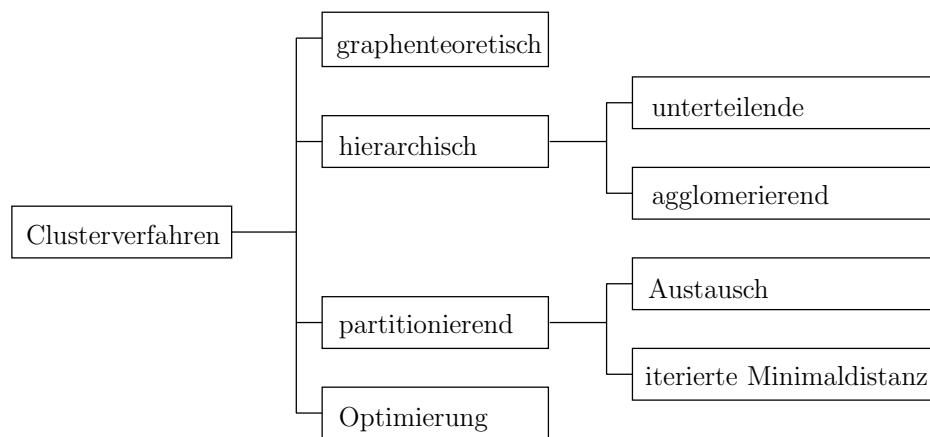 graphenteoretisch
unterteilende
hierarchisch
agglomerierend
Clusterverfahren
Austausch
partitionierend
iterierte Minimaldistanz
Optimierung